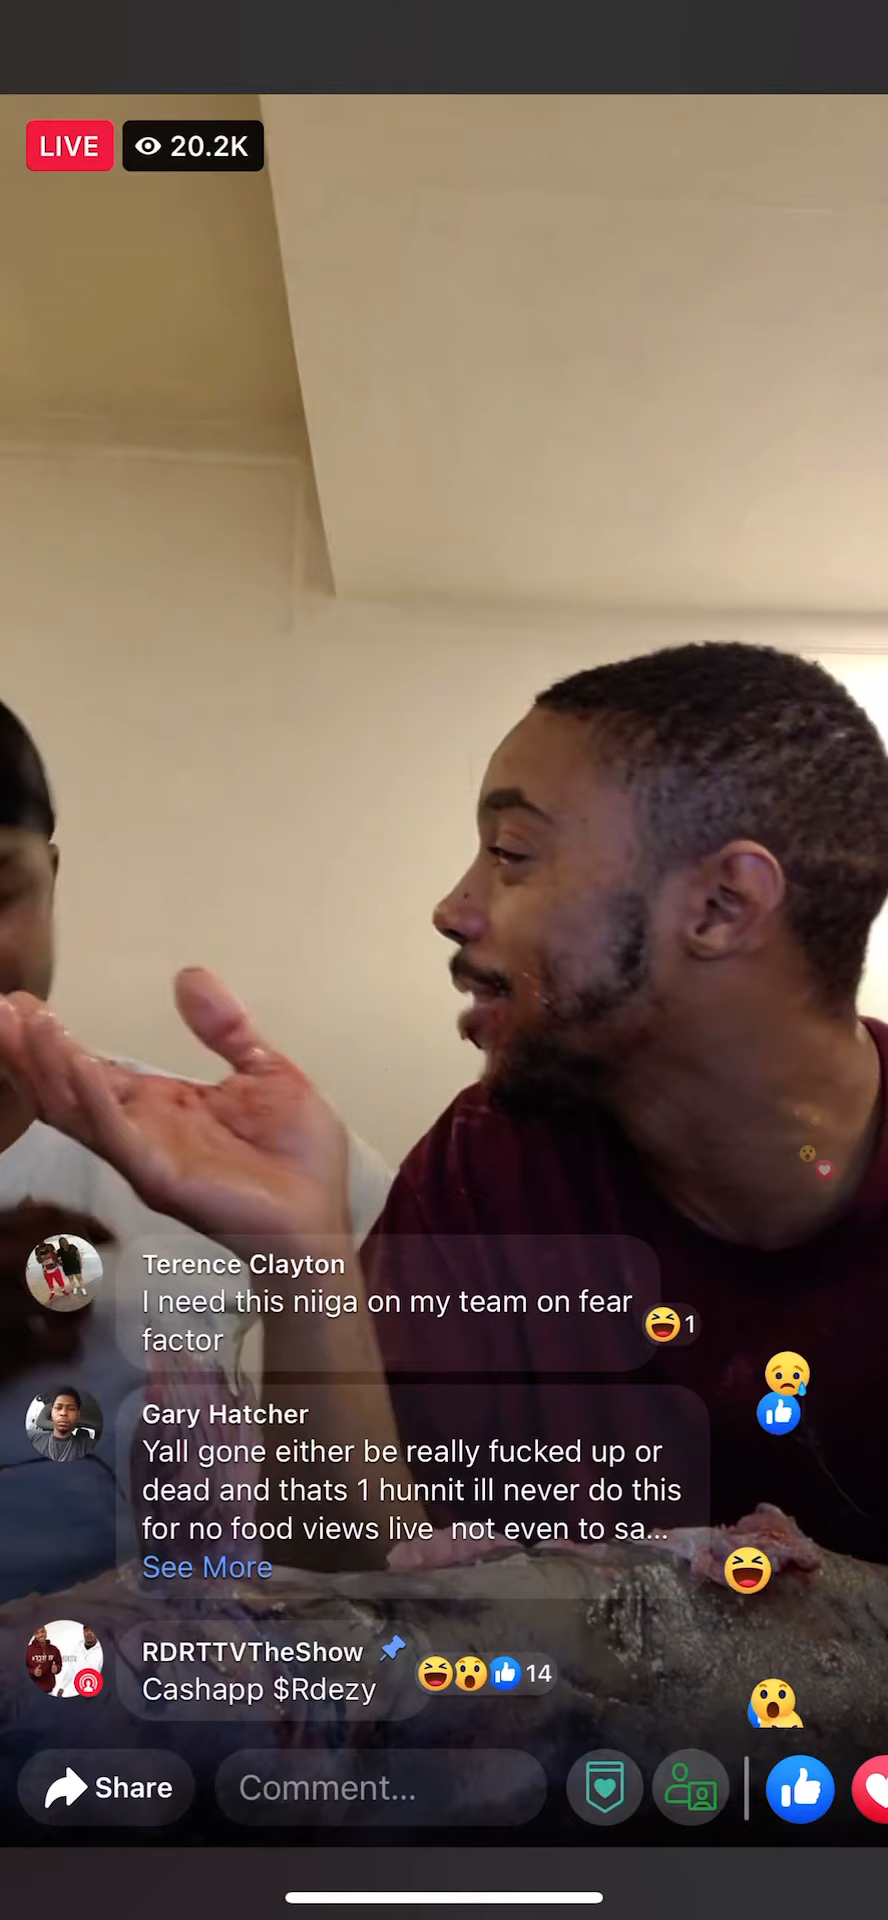 LIVE
20.2K
Terence Clayton
I need this niiga on my team on fear
factor
1
Gary Hatcher
Yall gone either be really fucked up or
dead and thats 1 hunnit ill never do this
for no food views live  not even to sa...
See More
RDRTTVTheShow
Cashapp $Rdezy
14
Share
Comment...